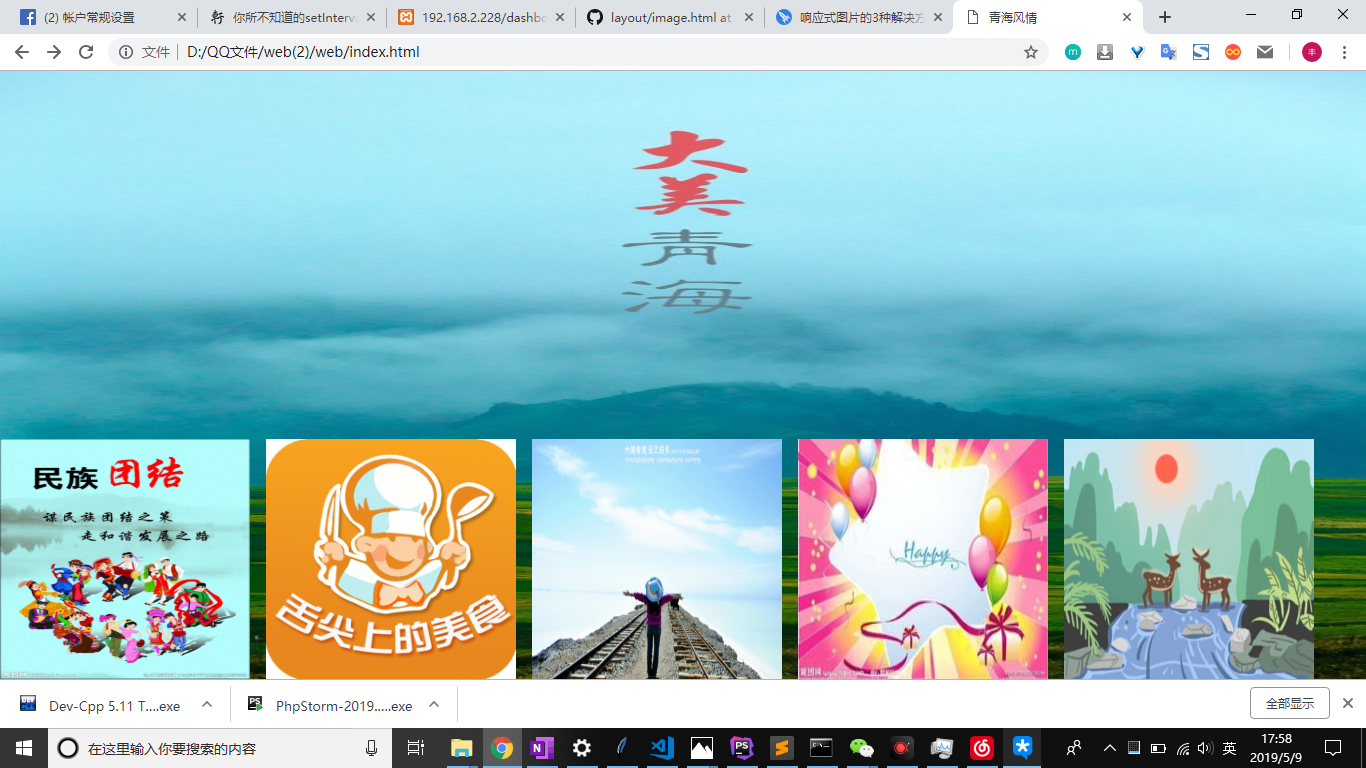 (2) 帐户常规设置
你所不知道的setInterva
192.168.2.228/dashbo
layout/image.html at
响应式图片的3种解决方
青海风情
文件
D:/QQ文件/web(2)/web/index.html
大
美
青
海
民族团结
谋民族团结之策
走和谐发展之路
舌尖上的美食
Happy
Dev-Cpp 5.11 T....exe
PhpStorm-2019.....exe
全部显示
在这里输入你要搜索的内容
英
17:58
2019/5/9